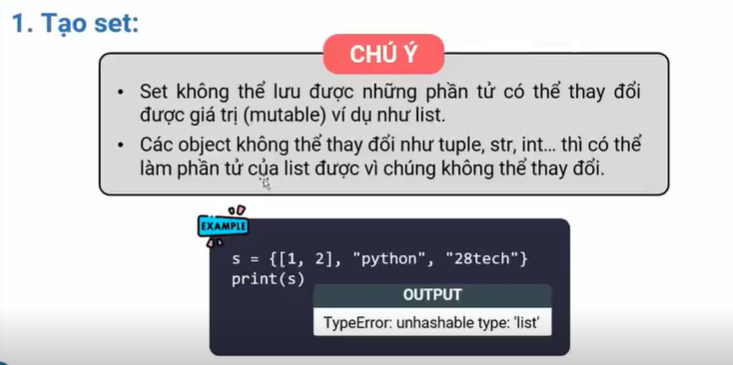 1. Tạo set:
CHÚ Ý
• Set không thể lưu được những phần tử có thể thay đổi
được giá trị (mutable) ví dụ như list.
• Các object không thể thay đổi như tuple, str, int... thì có thể
làm phần tử của list được vì chúng không thể thay đổi.
EXAMPLE
s = {[1, 2], "python", "28tech"}
print(s)
OUTPUT
TypeError: unhashable type: 'list'